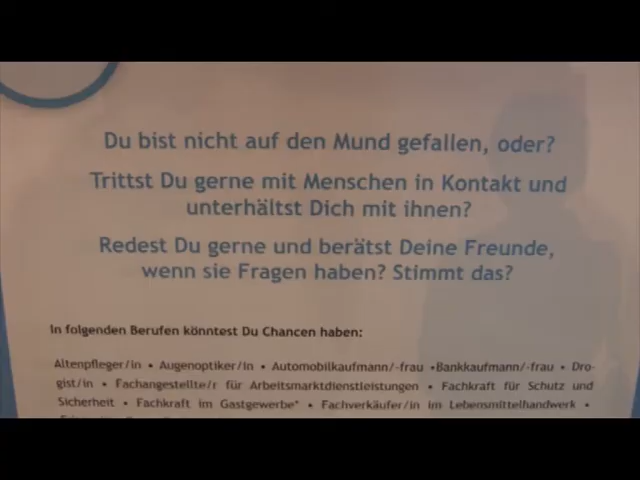 Du bist nicht auf den Mund gefallen, oder?
Trittst Du gerne mit Menschen in Kontakt und
unterhältst Dich mit ihnen?
Redest Du gerne und berätst Deine Freunde,
wenn sie Fragen haben? Stimmt das?
In folgenden Berufen könntest Du Chancen haben:
Altenpfleger/in • Augenoptiker/in • Automobilkaufmann/-frau •Bankkaufmann/-frau • Dro-
gist/in • Fachangestellte/r für Arbeitsmarktdienstleistungen • Fachkraft für Schutz und
Sicherheit • Fachkraft im Gastgewerbe* • Fachverkäufer/in im Lebensmittelhandwerk •